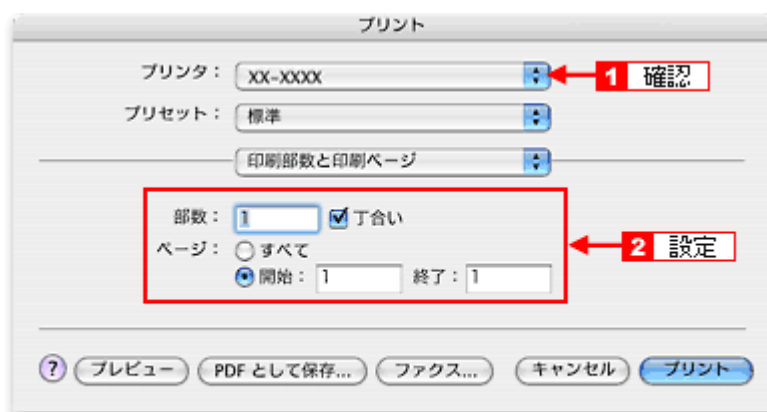 プリント
プリンタ： XX-XXXX 1 確認
プリセット： 標準
印刷部数と印刷ページ
部数： 1 丁合い
ページ： すべて
2 設定
開始： 1 終了： 1
? プレビュー PDF として保存... ファクス... キャンセル プリント